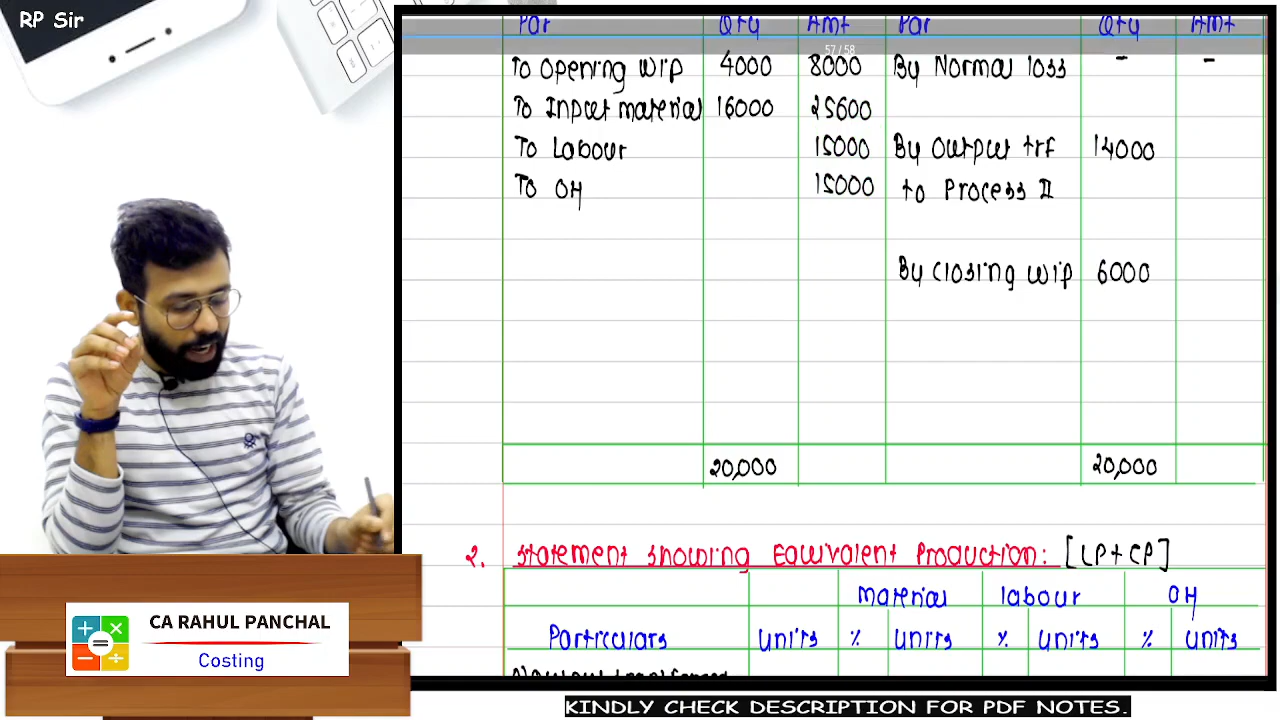 RP Sir
Par Qty Amt Par Qty Amt
57 / 58
To Opening WIP 4000 8000 By Normal loss - -
To Input material 16000 25600
To Labour 15000 By Output trf 14000
To OH 15000 to Process II
By Closing WIP 6000
20,000 20,000
2. Statement Showing Equivalent Production: [LP+CP]
material labour OH
Particulars units % units % units % units
CA RAHUL PANCHAL
Costing
KINDLY CHECK DESCRIPTION FOR PDF NOTES.